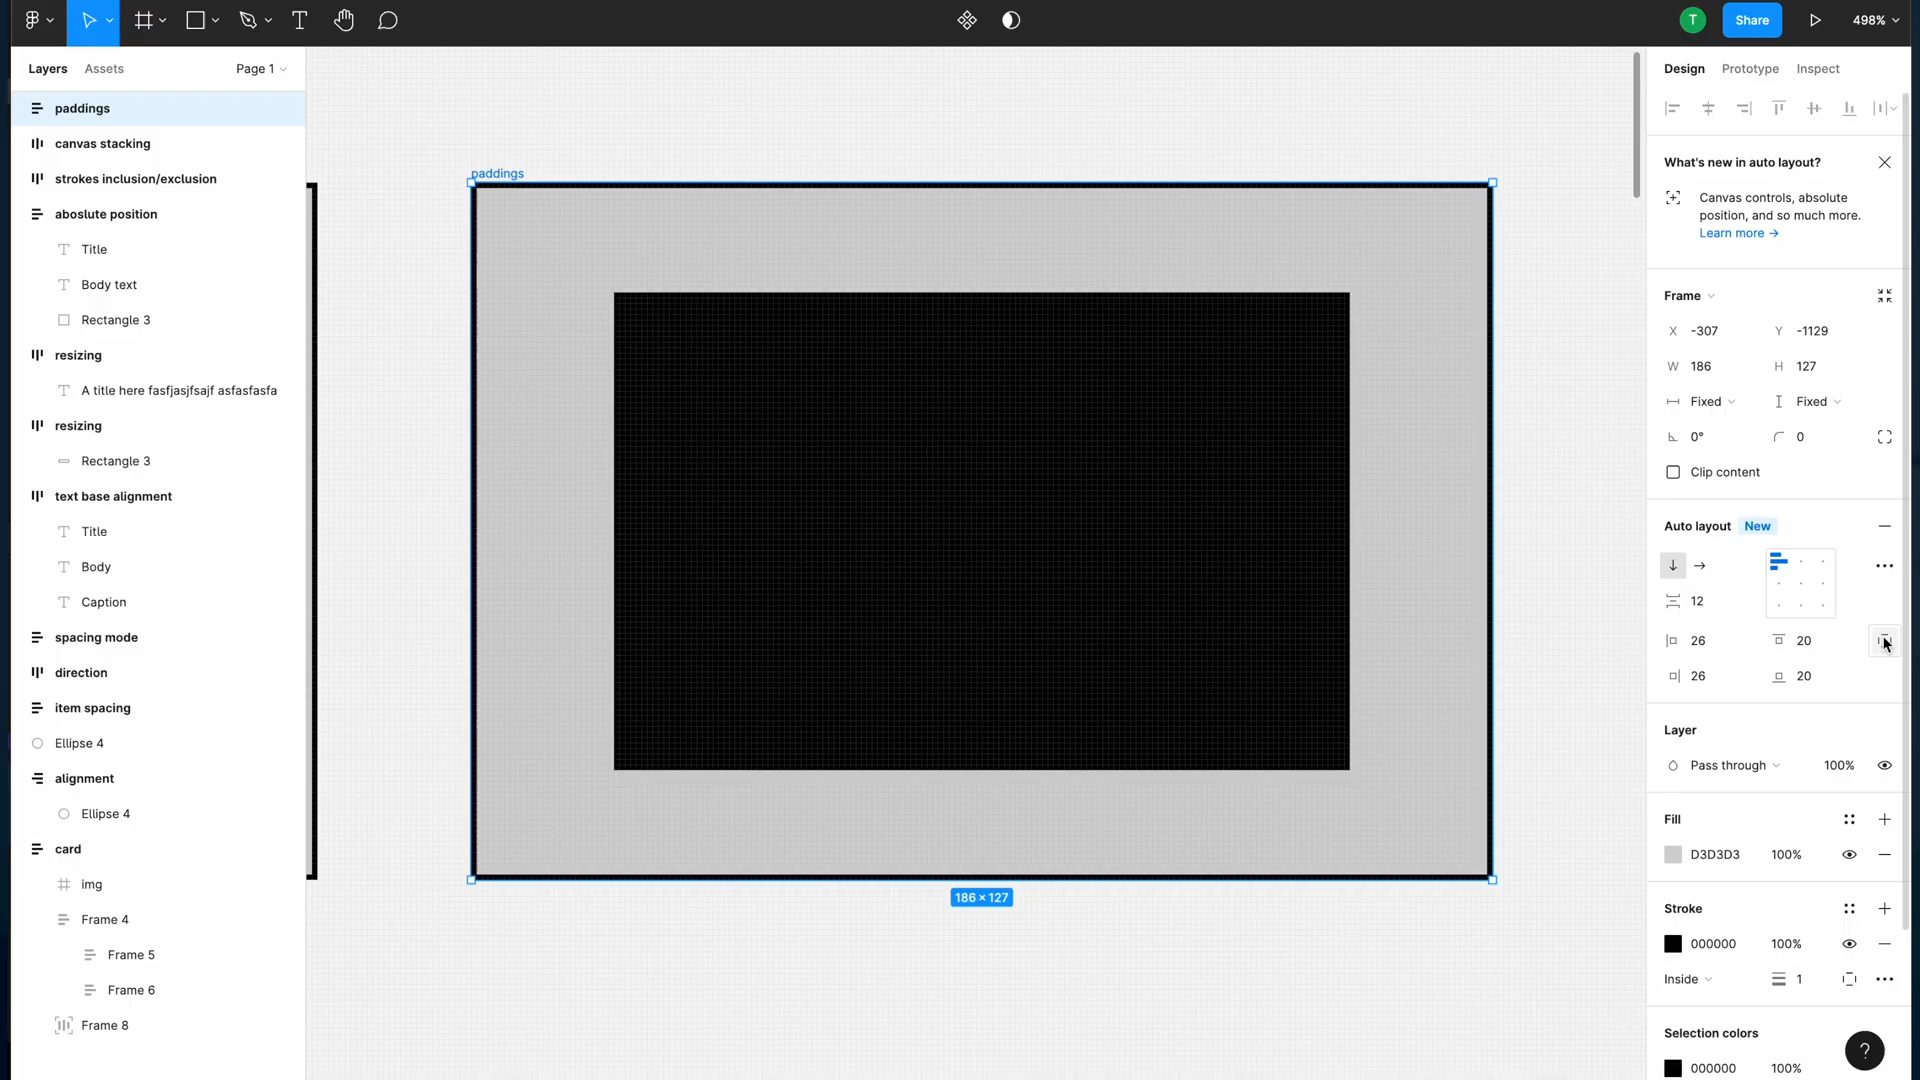 T
Share
498%
Layers
Assets
Page 1
paddings
canvas stacking
strokes inclusion/exclusion
aboslute position
Title
Body text
Rectangle 3
resizing
A title here fasfjasjfsajf asfasfasfa
resizing
Rectangle 3
text base alignment
Title
Body
Caption
spacing mode
direction
item spacing
Ellipse 4
alignment
Ellipse 4
card
img
Frame 4
Frame 5
Frame 6
Frame 8
paddings
186 × 127
Design
Prototype
Inspect
What's new in auto layout?
Canvas controls, absolute
position, and so much more.
Learn more →
Frame
X -307
Y -1129
W 186
H 127
Fixed
Fixed
0°
0
Clip content
Auto layout
New
12
26
20
26
20
Layer
Pass through
100%
Fill
D3D3D3
100%
Stroke
000000
100%
Inside
1
Selection colors
000000
100%
?